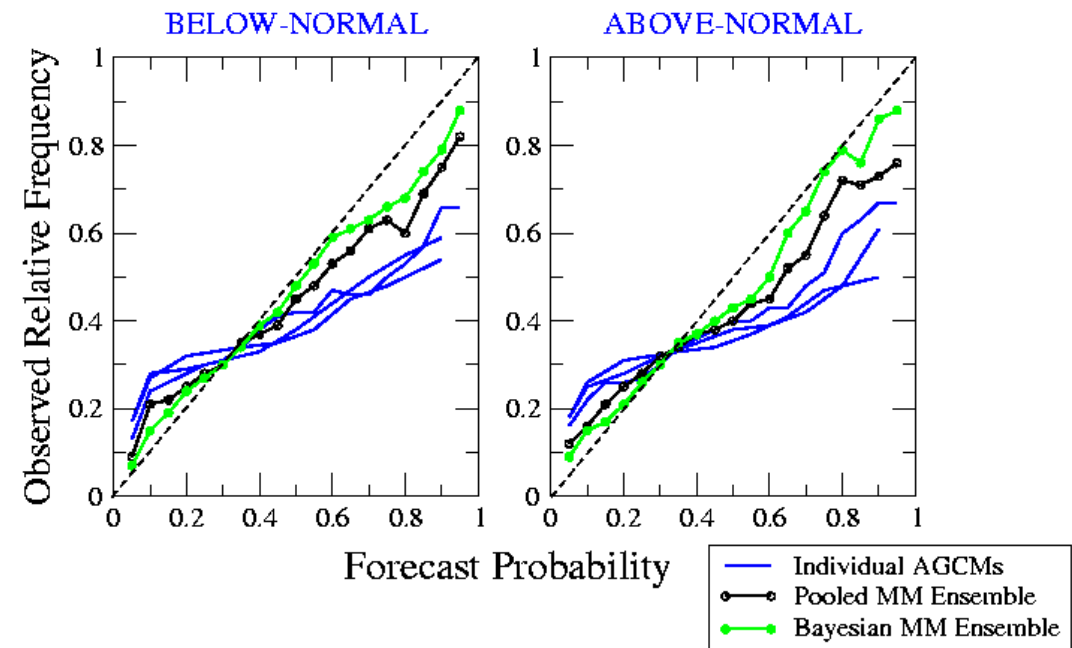 BELOW-NORMAL
ABOVE-NORMAL
Observed Relative Frequency
1
0.8
0.6
0.4
0.2
0
0 0.2 0.4 0.6 0.8 1
1
0.8
0.6
0.4
0.2
0
0 0.2 0.4 0.6 0.8 1
Forecast Probability
Individual AGCMs
Pooled MM Ensemble
Bayesian MM Ensemble